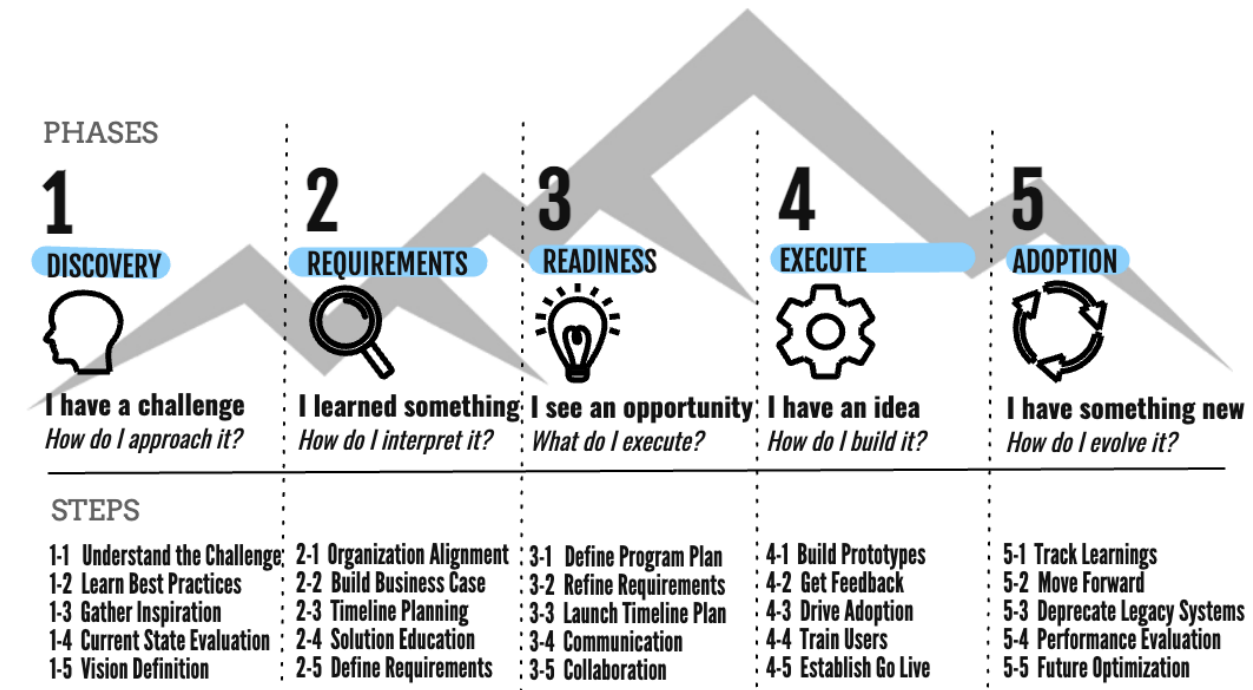 PHASES
1
DISCOVERY
I have a challenge
How do I approach it?
2
REQUIREMENTS
I learned something
How do I interpret it?
3
READINESS
I see an opportunity
What do I execute?
4
EXECUTE
I have an idea
How do I build it?
5
ADOPTION
I have something new
How do I evolve it?
STEPS
1-1 Understand the Challenge
1-2 Learn Best Practices
1-3 Gather Inspiration
1-4 Current State Evaluation
1-5 Vision Definition
2-1 Organization Alignment
2-2 Build Business Case
2-3 Timeline Planning
2-4 Solution Education
2-5 Define Requirements
3-1 Define Program Plan
3-2 Refine Requirements
3-3 Launch Timeline Plan
3-4 Communication
3-5 Collaboration
4-1 Build Prototypes
4-2 Get Feedback
4-3 Drive Adoption
4-4 Train Users
4-5 Establish Go Live
5-1 Track Learnings
5-2 Move Forward
5-3 Deprecate Legacy Systems
5-4 Performance Evaluation
5-5 Future Optimization